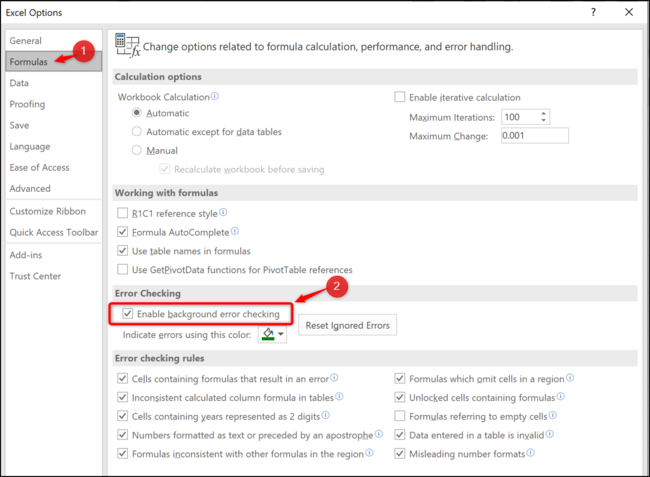 Excel Options ? ×
General
Formulas 1
Data
Proofing
Save
Language
Ease of Access
Advanced
Customize Ribbon
Quick Access Toolbar
Add-ins
Trust Center
fx Change options related to formula calculation, performance, and error handling.
Calculation options
Workbook Calculation
Automatic
Automatic except for data tables
Manual
Recalculate workbook before saving
Enable iterative calculation
Maximum Iterations: 100
Maximum Change: 0.001
Working with formulas
R1C1 reference style
Formula AutoComplete
Use table names in formulas
Use GetPivotData functions for PivotTable references
2
Error Checking
Enable background error checking
Indicate errors using this color:
Reset Ignored Errors
Error checking rules
Cells containing formulas that result in an error
Inconsistent calculated column formula in tables
Cells containing years represented as 2 digits
Numbers formatted as text or preceded by an apostrophe
Formulas inconsistent with other formulas in the region
Formulas which omit cells in a region
Unlocked cells containing formulas
Formulas referring to empty cells
Data entered in a table is invalid
Misleading number formats